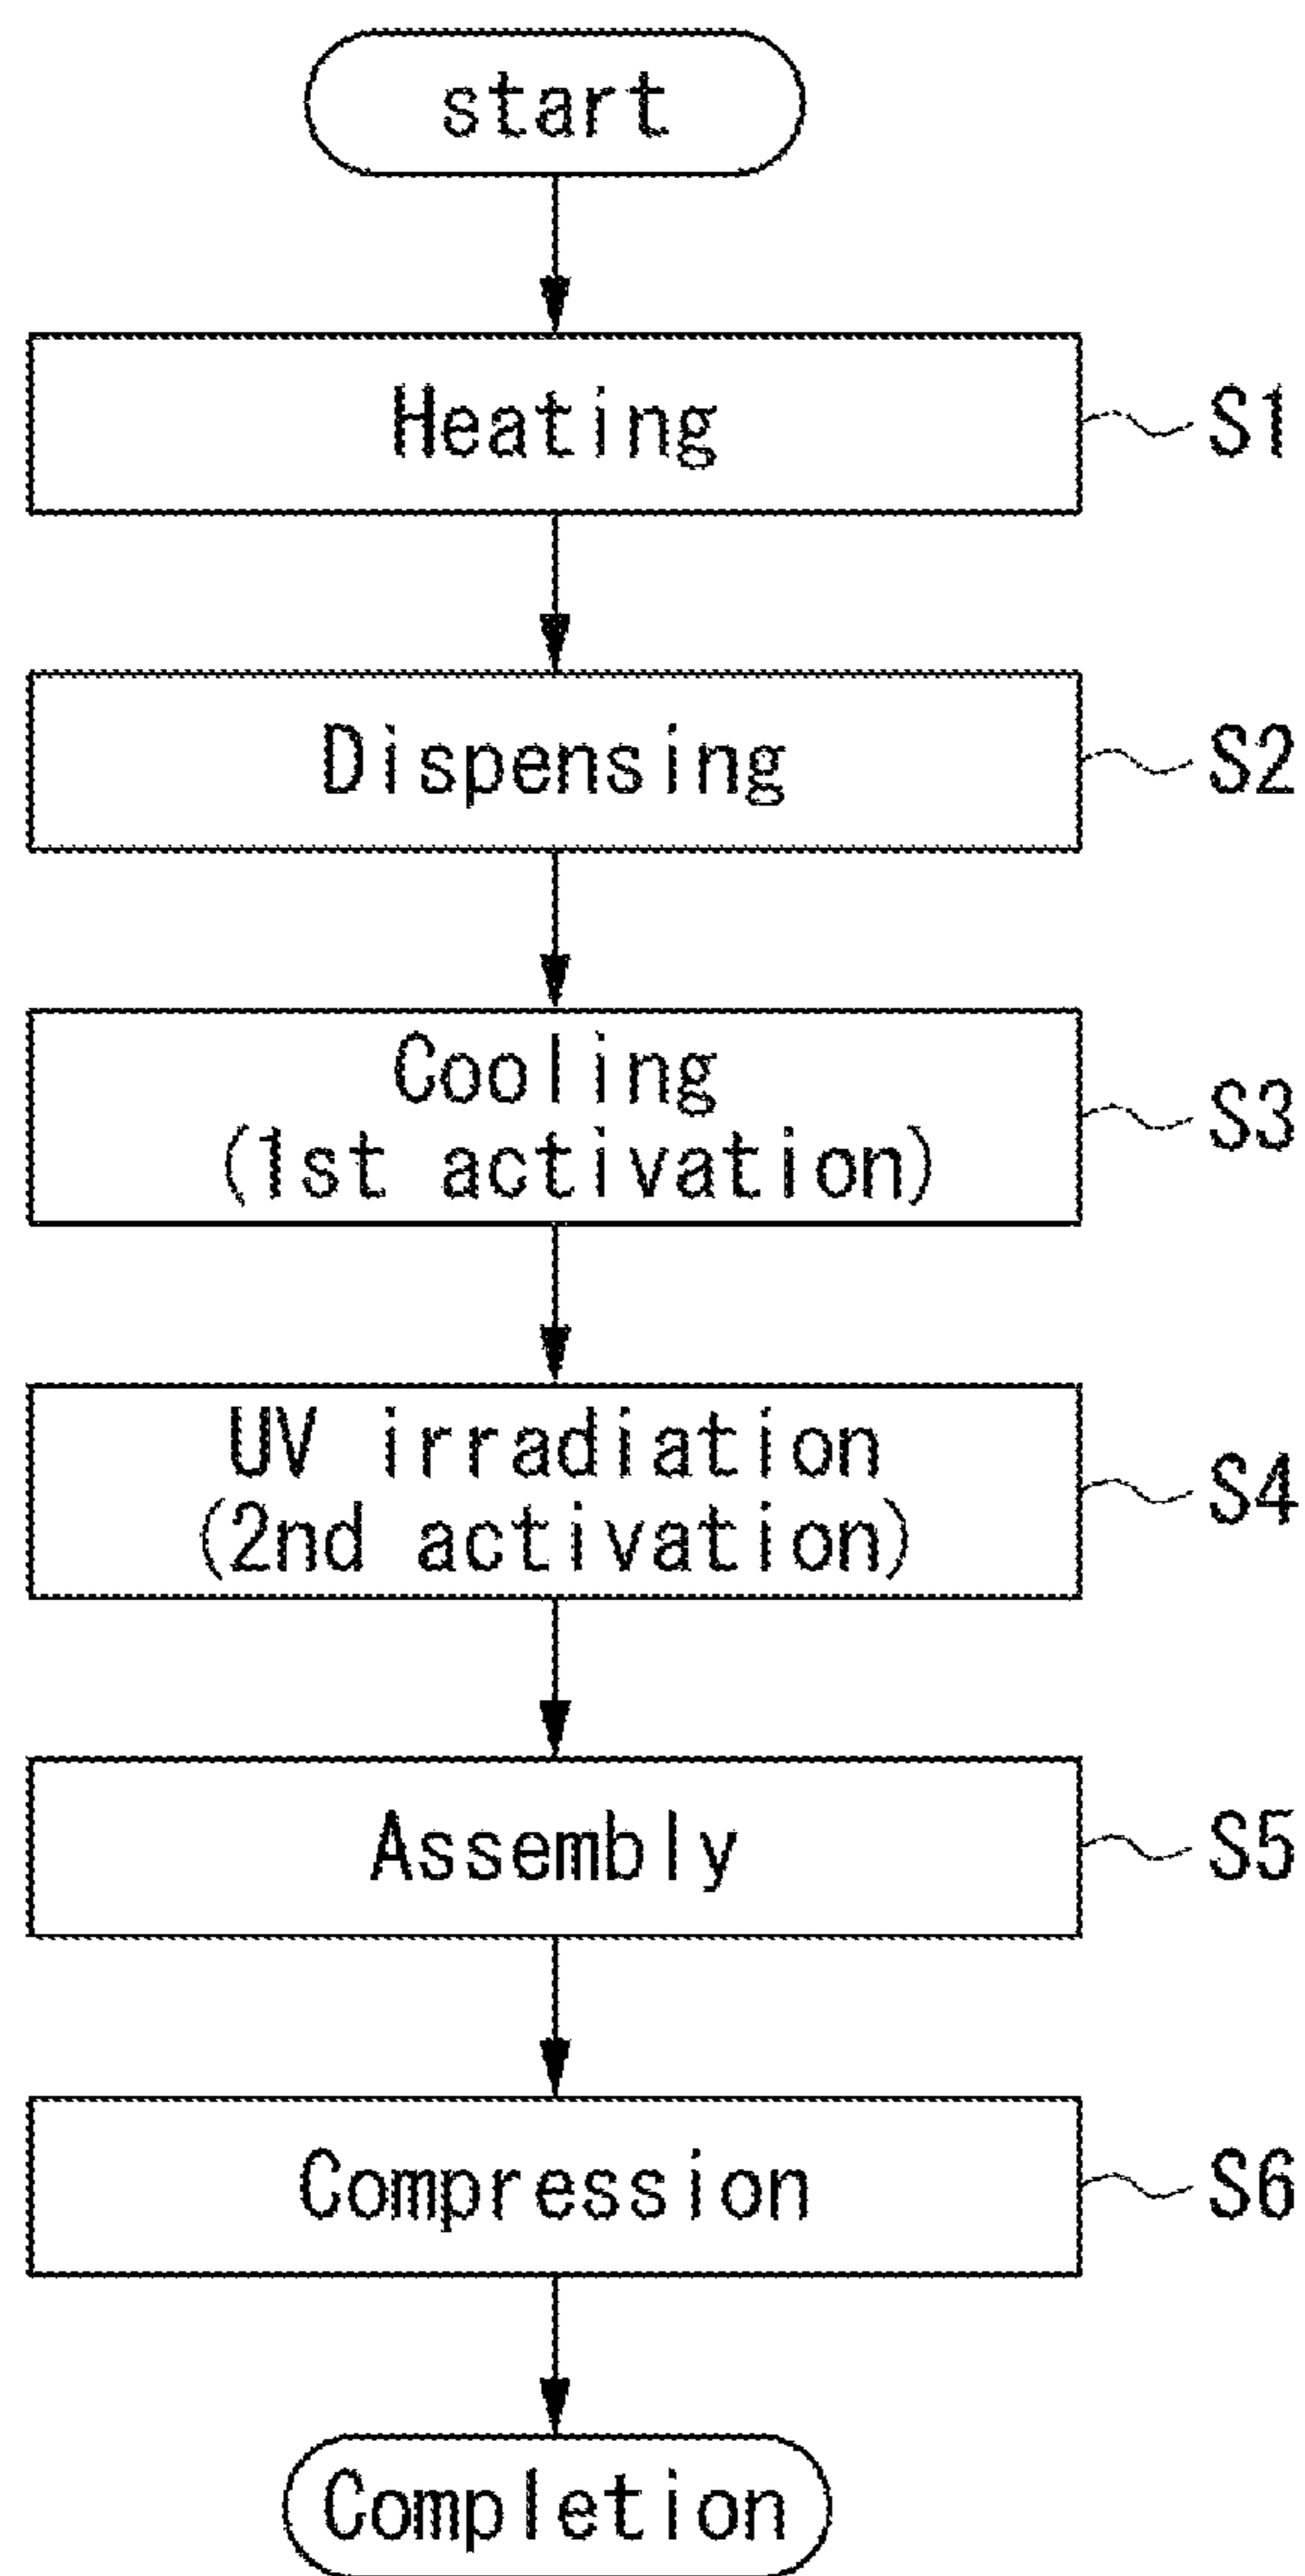 start
Heating
S1
Dispensing
S2
Cooling
(1st activation)
S3
UV irradiation
(2nd activation)
S4
Assembly
S5
Compression
S6
Completion